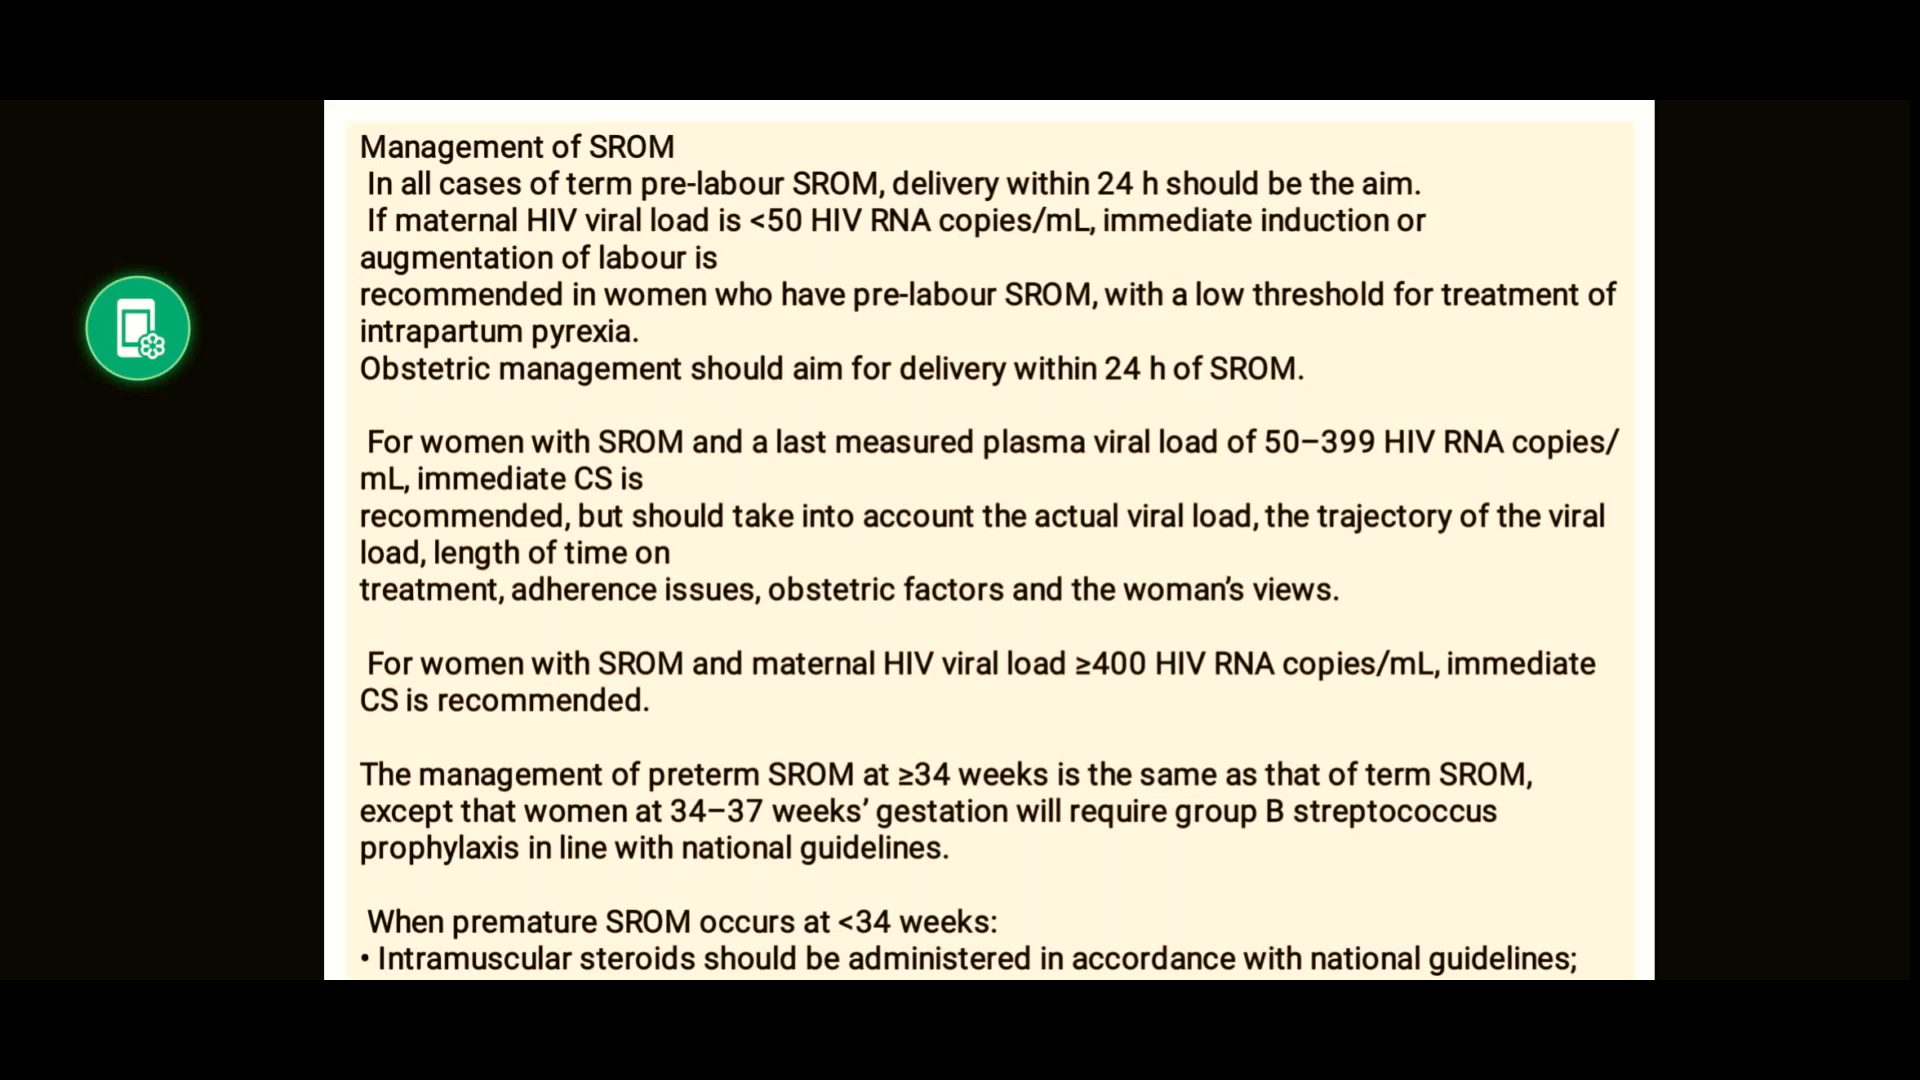 Management of SROM
In all cases of term pre-labour SROM, delivery within 24 h should be the aim.
If maternal HIV viral load is <50 HIV RNA copies/mL, immediate induction or
augmentation of labour is
recommended in women who have pre-labour SROM, with a low threshold for treatment of
intrapartum pyrexia.
Obstetric management should aim for delivery within 24 h of SROM.
For women with SROM and a last measured plasma viral load of 50–399 HIV RNA copies/
mL, immediate CS is
recommended, but should take into account the actual viral load, the trajectory of the viral
load, length of time on
treatment, adherence issues, obstetric factors and the woman’s views.
For women with SROM and maternal HIV viral load ≥400 HIV RNA copies/mL, immediate
CS is recommended.
The management of preterm SROM at ≥34 weeks is the same as that of term SROM,
except that women at 34–37 weeks’ gestation will require group B streptococcus
prophylaxis in line with national guidelines.
When premature SROM occurs at <34 weeks:
• Intramuscular steroids should be administered in accordance with national guidelines;